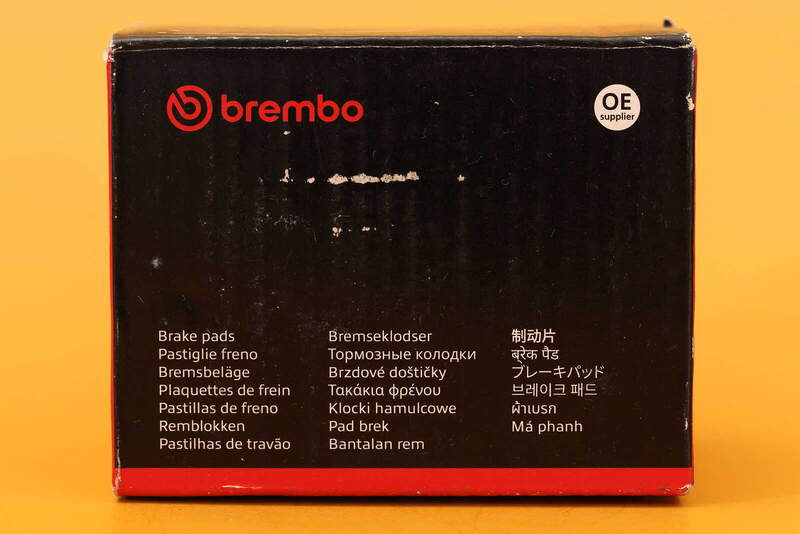 brembo
OE
supplier
Brake pads
Pastiglie freno
Bremsbeläge
Plaquettes de frein
Pastillas de freno
Remblokken
Pastilhas de travão
Bremseklodser
Тормозные колодки
Brzdové doštičky
Τακάκια φρένου
Klocki hamulcowe
Pad brek
Bantalan rem
制动片
ब्रेक पैड
ブレーキパッド
브레이크 패드
ผ้าเบรก
Má phanh